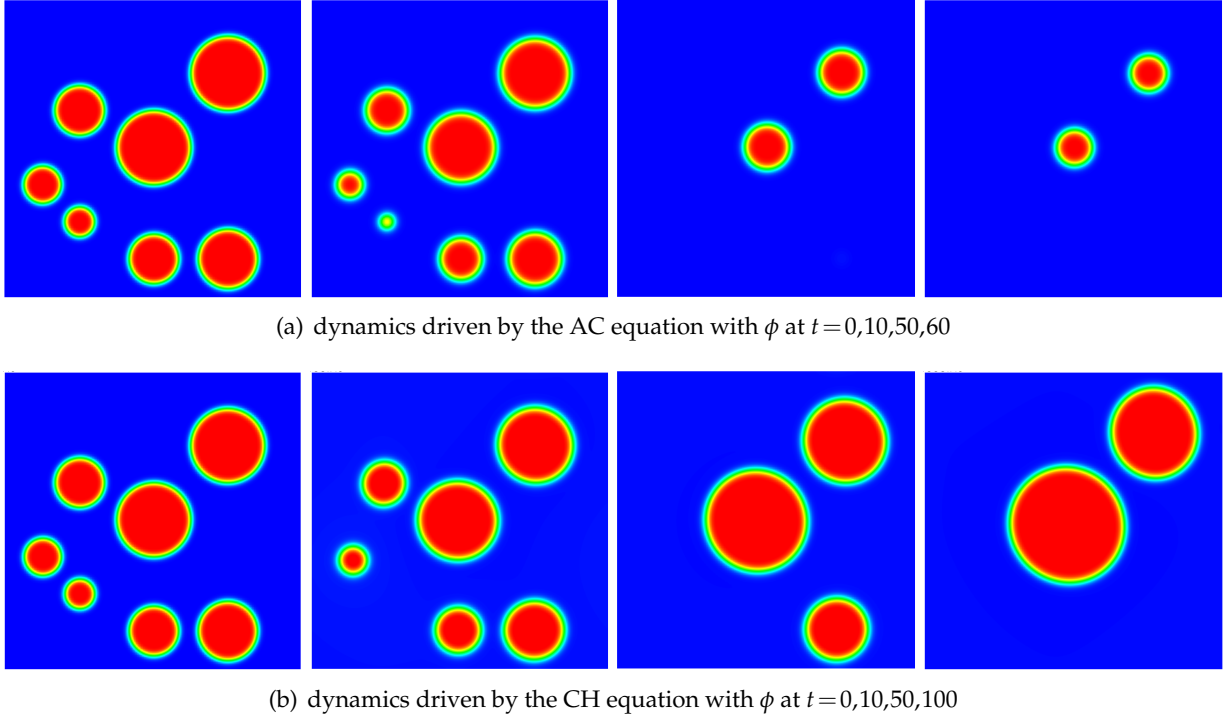 (a) dynamics driven by the AC equation with ϕ at t=0,10,50,60
(b) dynamics driven by the CH equation with ϕ at t=0,10,50,100